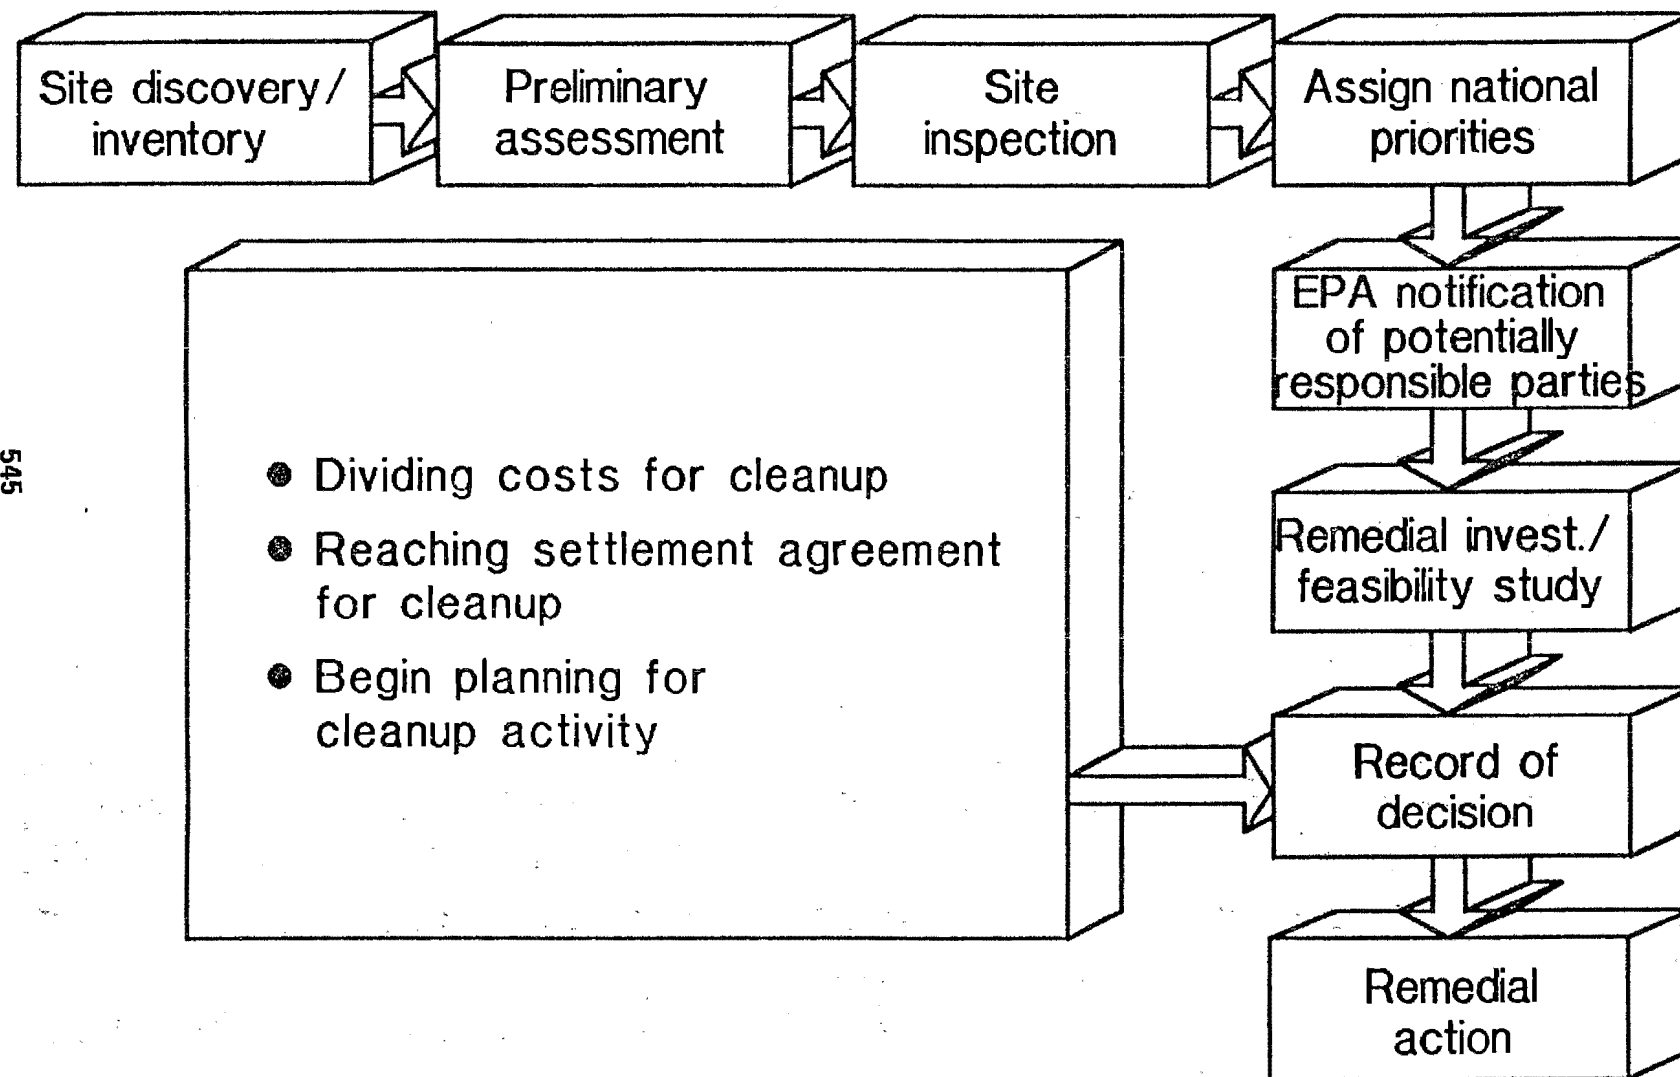 Site discovery/
inventory
Preliminary
assessment
Site
inspection
Assign national
priorities
EPA notification
of potentially
responsible parties
Remedial invest./
feasibility study
Record of
decision
Remedial
action
● Dividing costs for cleanup
● Reaching settlement agreement
for cleanup
● Begin planning for
cleanup activity
545